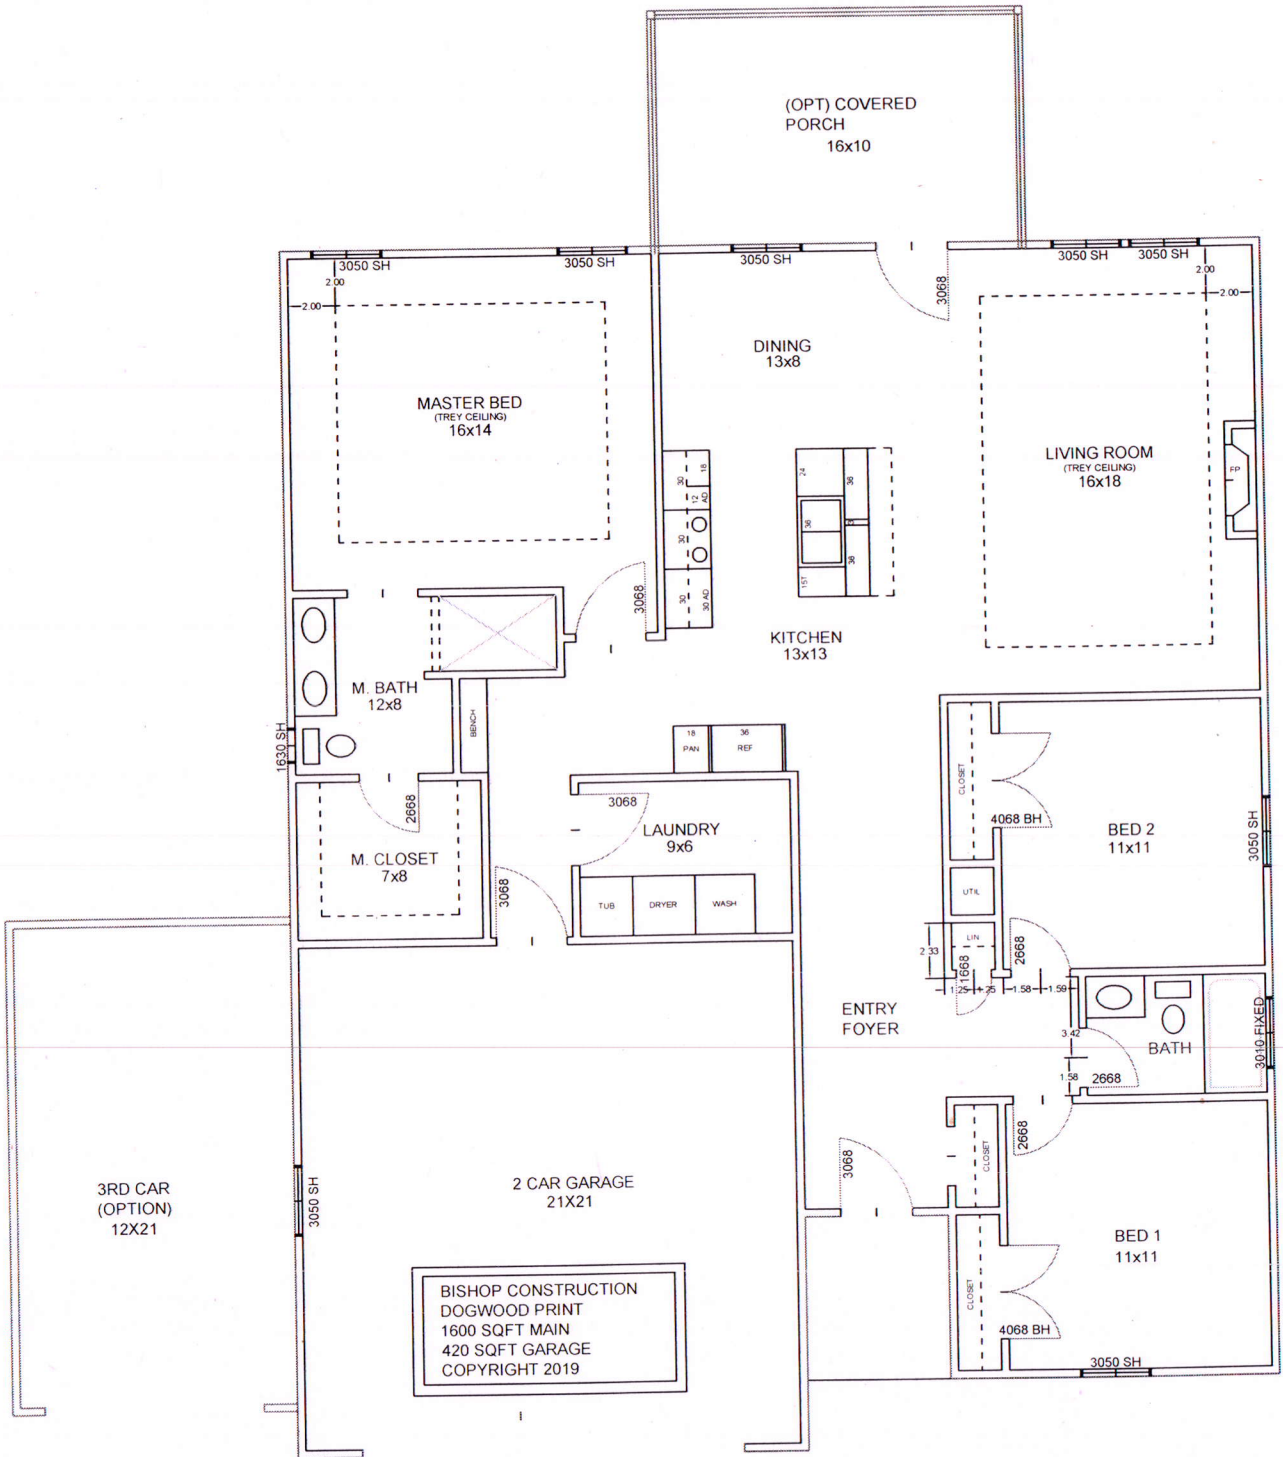 (OPT) COVERED
PORCH
16x10
3050 SH
3050 SH
3050 SH
3050 SH
3050 SH
2.00
2.00
2.00
2.00
3068
DINING
13x8
MASTER BED
(TREY CEILING)
16x14
LIVING ROOM
(TREY CEILING)
16x18
FP
30
18
12
AD
30
30
30 AD
24
36
36
3
36
15T
3068
KITCHEN
13x13
M. BATH
12x8
BENCH
1630 SH
18
PAN
36
REF
2668
3068
LAUNDRY
9x6
M. CLOSET
7x8
3068
TUB
DRYER
WASH
CLOSET
4068 BH
BED 2
11x11
3050 SH
UTIL
LIN
2.33
1668
2668
1.25
1.25
1.58
1.59
ENTRY
FOYER
3.42
1.58
2668
BATH
3010 FIXED
2668
CLOSET
3068
3RD CAR
(OPTION)
12X21
3050 SH
2 CAR GARAGE
21X21
BED 1
11x11
CLOSET
4068 BH
3050 SH
BISHOP CONSTRUCTION
DOGWOOD PRINT
1600 SQFT MAIN
420 SQFT GARAGE
COPYRIGHT 2019